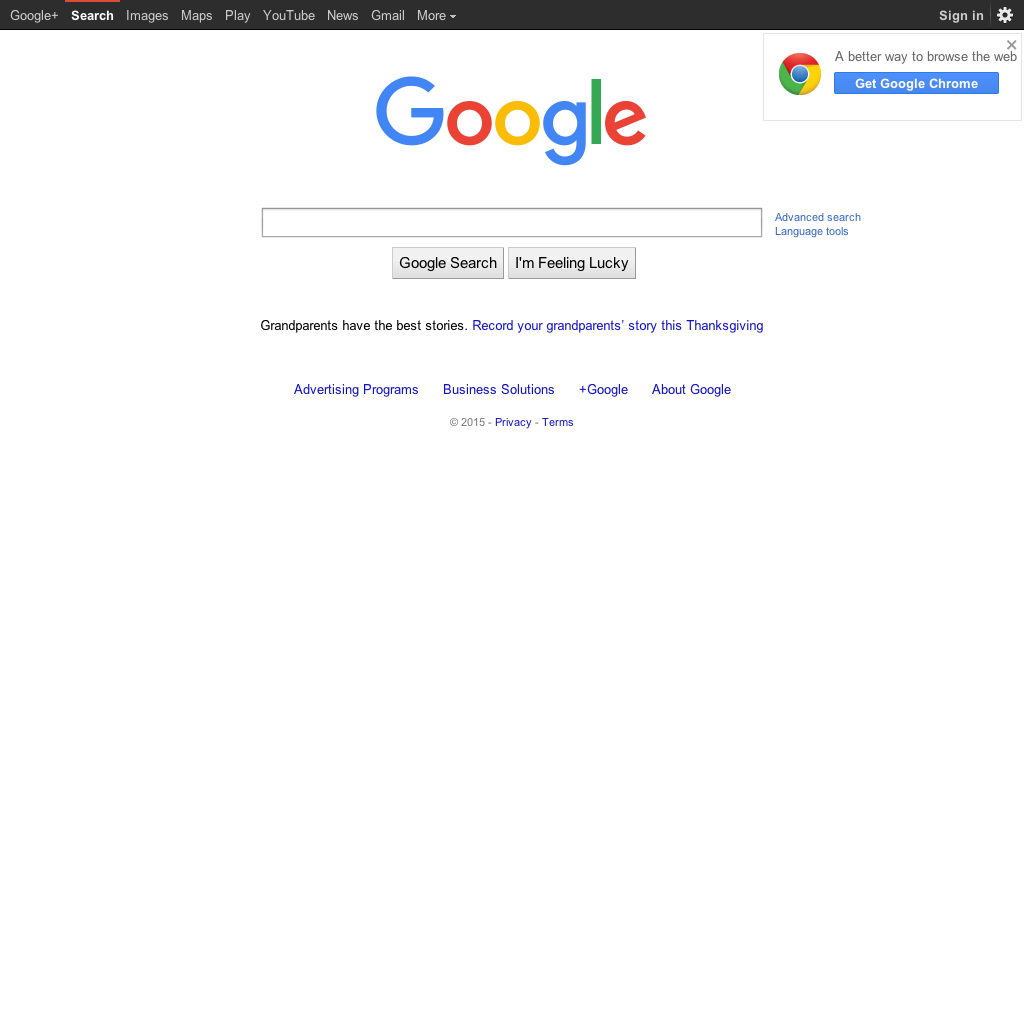 Google+ Search Images Maps Play YouTube News Gmail More Sign in
A better way to browse the web
Get Google Chrome
Google
Advanced search
Language tools
Google Search I'm Feeling Lucky
Grandparents have the best stories. Record your grandparents’ story this Thanksgiving
Advertising Programs Business Solutions +Google About Google
© 2015 - Privacy - Terms